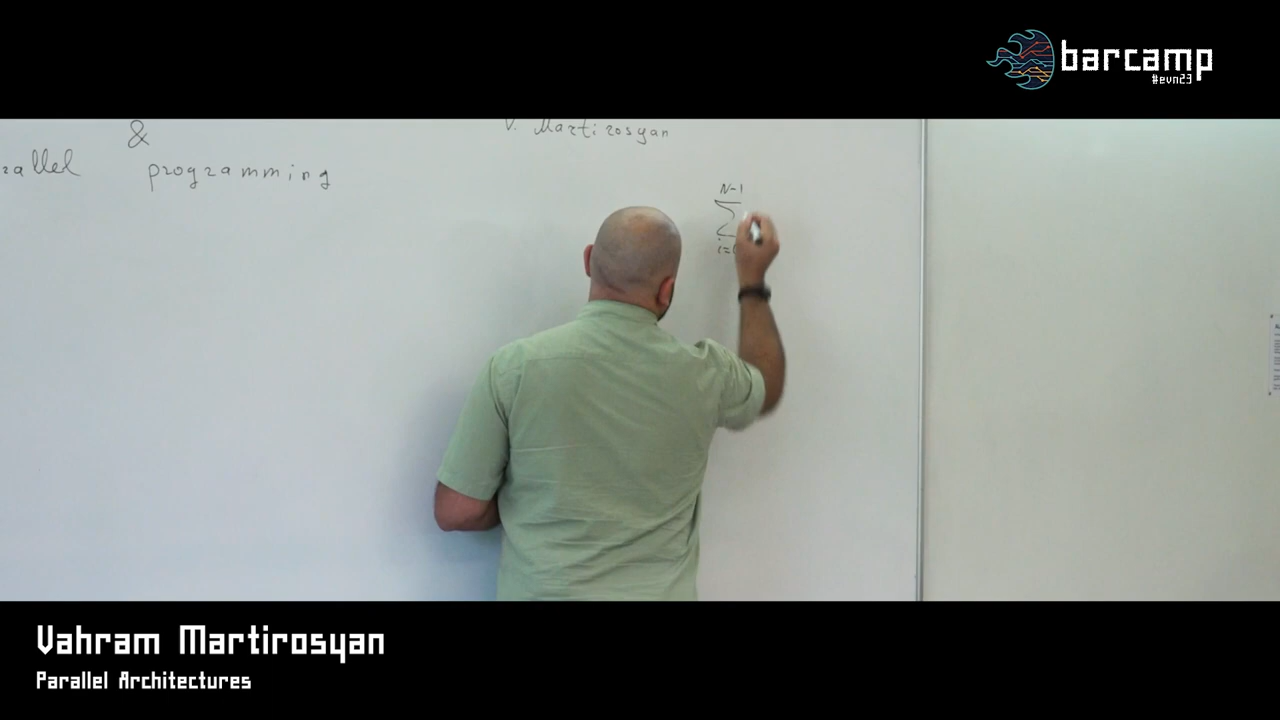 barcamp
#evn23
&
V. Martirosyan
rallel programming
N-1
Σ
i=0
Vahram Martirosyan
Parallel Architectures